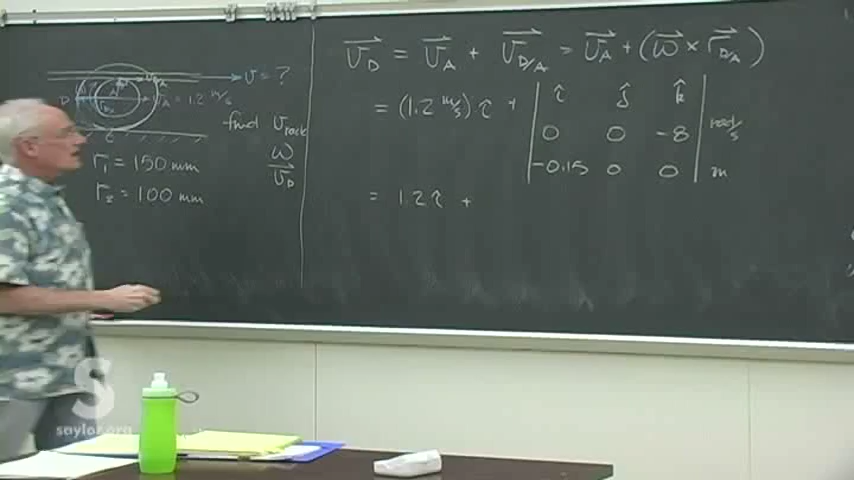 v = ?
D
A
v_A = 1.2 m/s
C
find v_rack
ω
v_D
r₁ = 150 mm
r₂ = 100 mm
v_D = v_A + v_D/A = v_A + (ω × r_D/A)
= (1.2 m/s) î + | î ĵ k̂ |
0 0 -8 rad/s
-0.15 0 0 m
= 1.2 î +
S
saylor.org